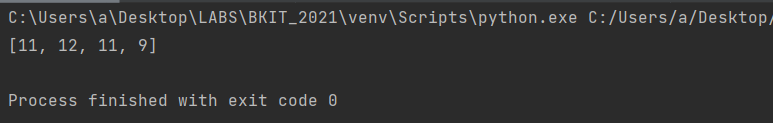 C:\Users\a\Desktop\LABS\BKIT_2021\venv\Scripts\python.exe C:/Users/a/Desktop/
[11, 12, 11, 9]
Process finished with exit code 0